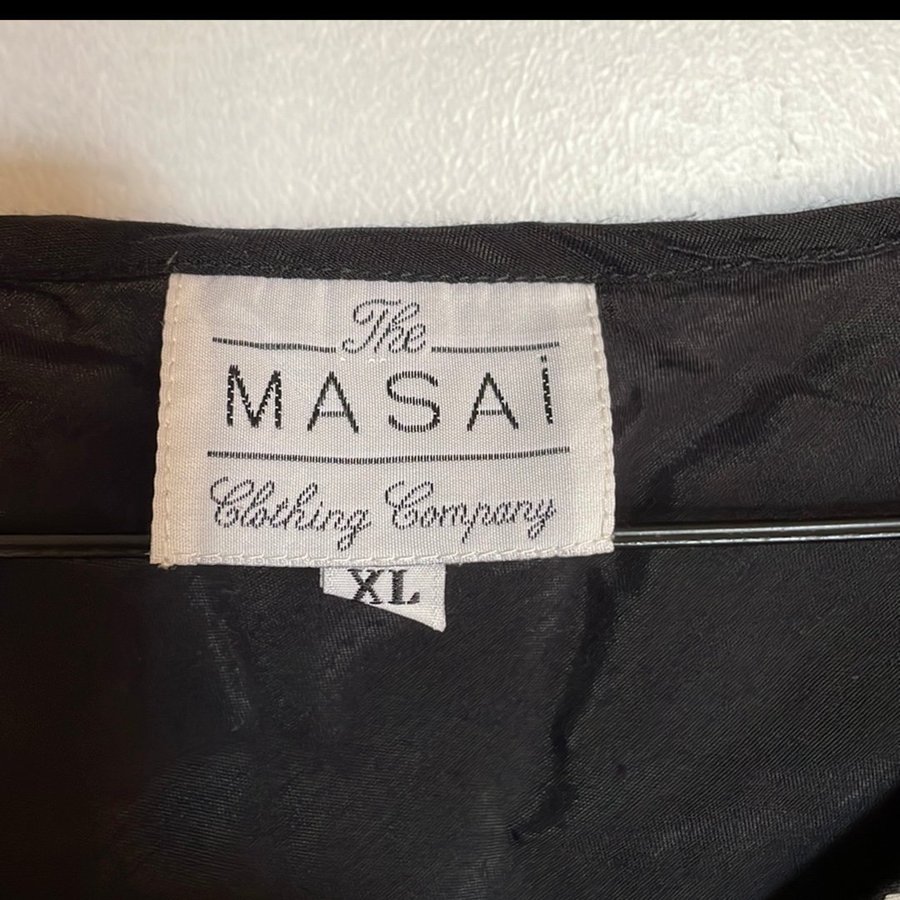 The
MASAi
Clothing Company
XL